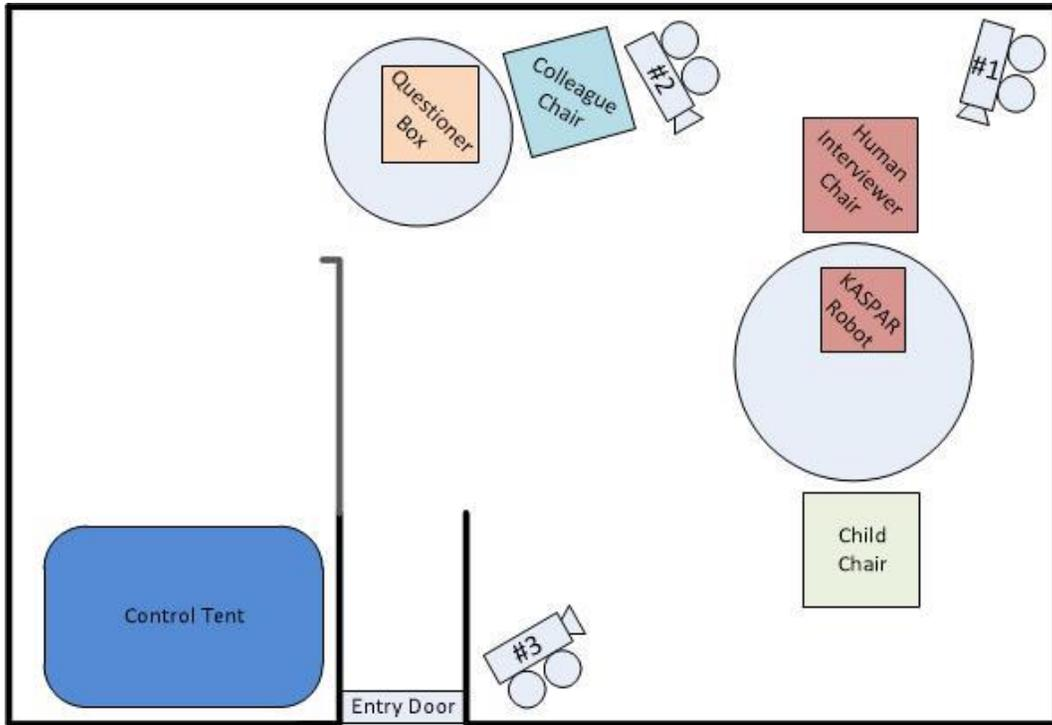 Questioner
Box
Colleague
Chair
#2
#1
Human
Interviewer
Chair
KASPAR
Robot
Child
Chair
Control Tent
#3
Entry Door